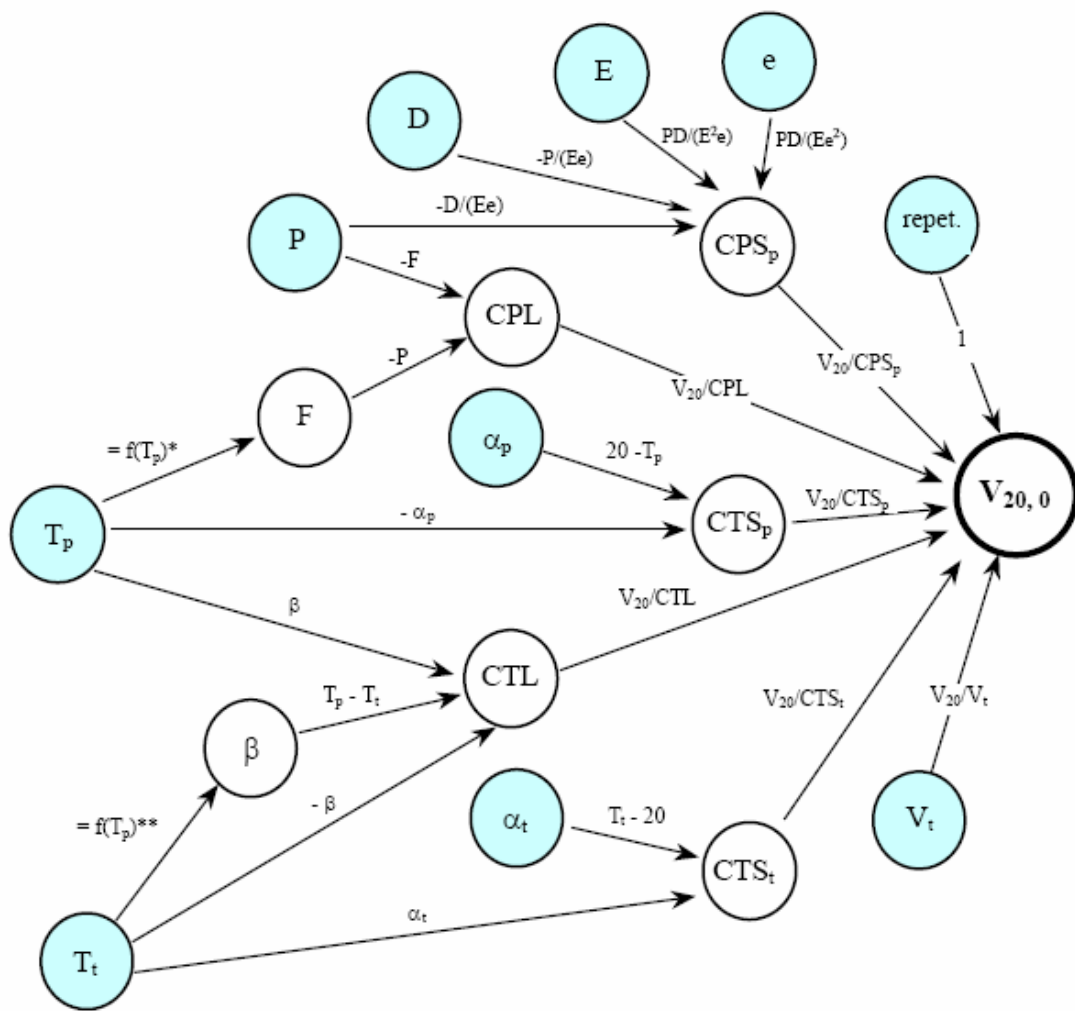 e
E
D
PD/(E²e)
PD/(Ee²)
-P/(Ee)
-D/(Ee)
repet.
P
CPSₚ
-F
CPL
1
-P
V₂₀/CPSₚ
V₂₀/CPL
F
αₚ
= f(Tₚ)*
20 -Tₚ
V₂₀, ₀
V₂₀/CTSₚ
- αₚ
CTSₚ
Tₚ
β
V₂₀/CTL
CTL
Tₚ - Tₜ
V₂₀/CTSₜ
V₂₀/Vₜ
β
- β
αₜ
Tₜ - 20
Vₜ
= f(Tₚ)**
CTSₜ
αₜ
Tₜ